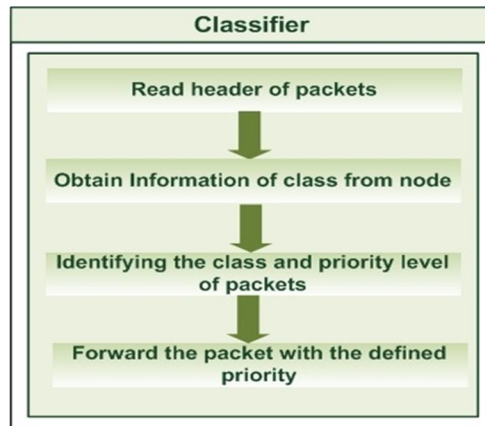 Classifier
Read header of packets
Obtain Information of class from node
Identifying the class and priority level
of packets
Forward the packet with the defined
priority